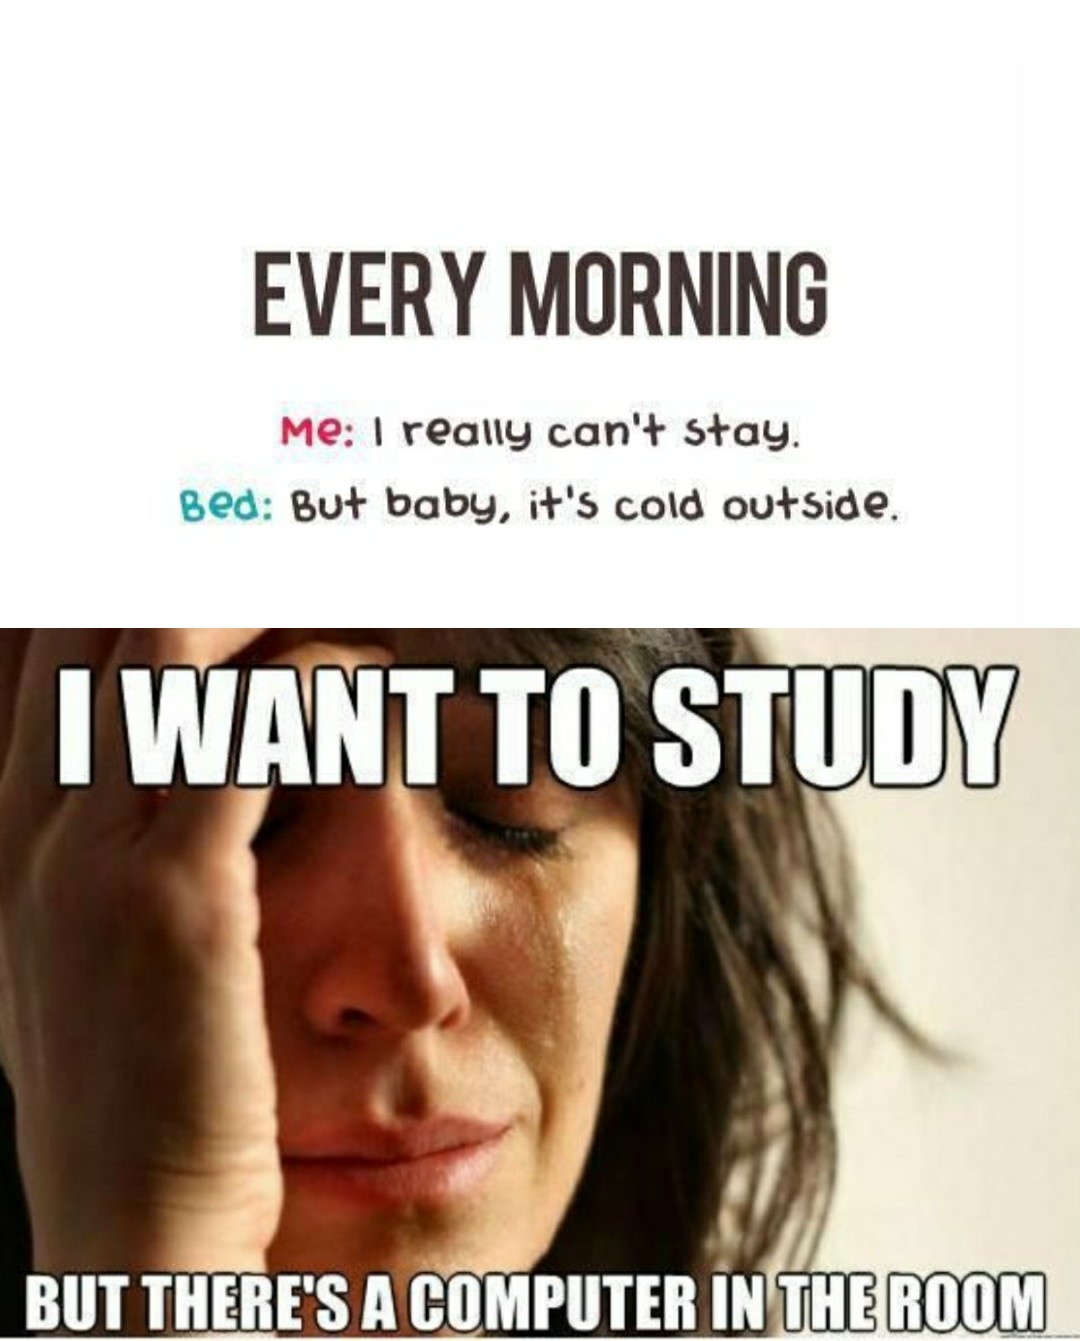 EVERY MORNING
Me: I really can't stay.
Bed: But baby, it's cold outside.
I WANT TO STUDY
BUT THERE'S A COMPUTER IN THE ROOM